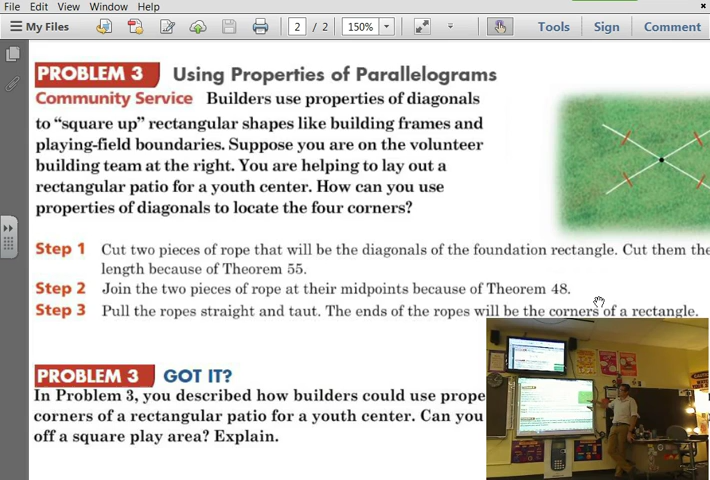 File Edit View Window Help
My Files 2 / 2 150% Tools Sign Comment
PROBLEM 3 Using Properties of Parallelograms
Community Service Builders use properties of diagonals
to “square up” rectangular shapes like building frames and
playing-field boundaries. Suppose you are on the volunteer
building team at the right. You are helping to lay out a
rectangular patio for a youth center. How can you use
properties of diagonals to locate the four corners?
Step 1 Cut two pieces of rope that will be the diagonals of the foundation rectangle. Cut them the
length because of Theorem 55.
Step 2 Join the two pieces of rope at their midpoints because of Theorem 48.
Step 3 Pull the ropes straight and taut. The ends of the ropes will be the corners of a rectangle.
PROBLEM 3 GOT IT?
In Problem 3, you described how builders could use prope
corners of a rectangular patio for a youth center. Can you
off a square play area? Explain.